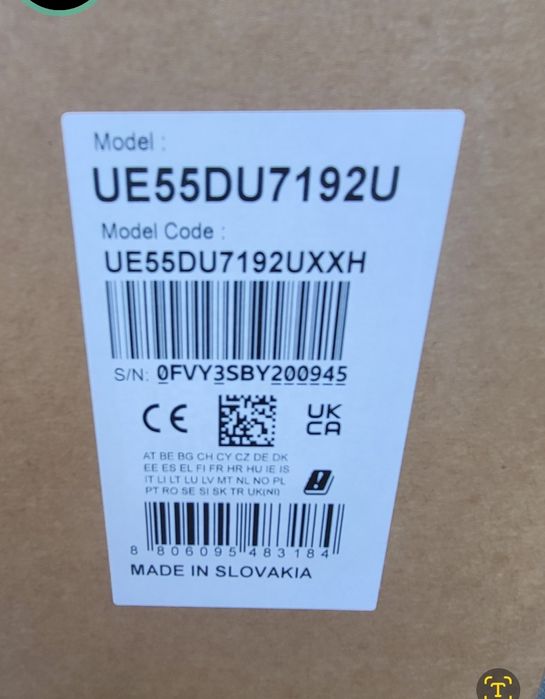 Model :
UE55DU7192U
Model Code :
UE55DU7192UXXH
S/N: 0FVY3SBY200945
CE
UK
CA
AT BE BG CH CY CZ DE DK
EE ES EL FI FR HR HU IE IS
IT LI LT LU LV MT NL NO PL
PT RO SE SI SK TR UK(NI)
8 806095 483184
MADE IN SLOVAKIA
T